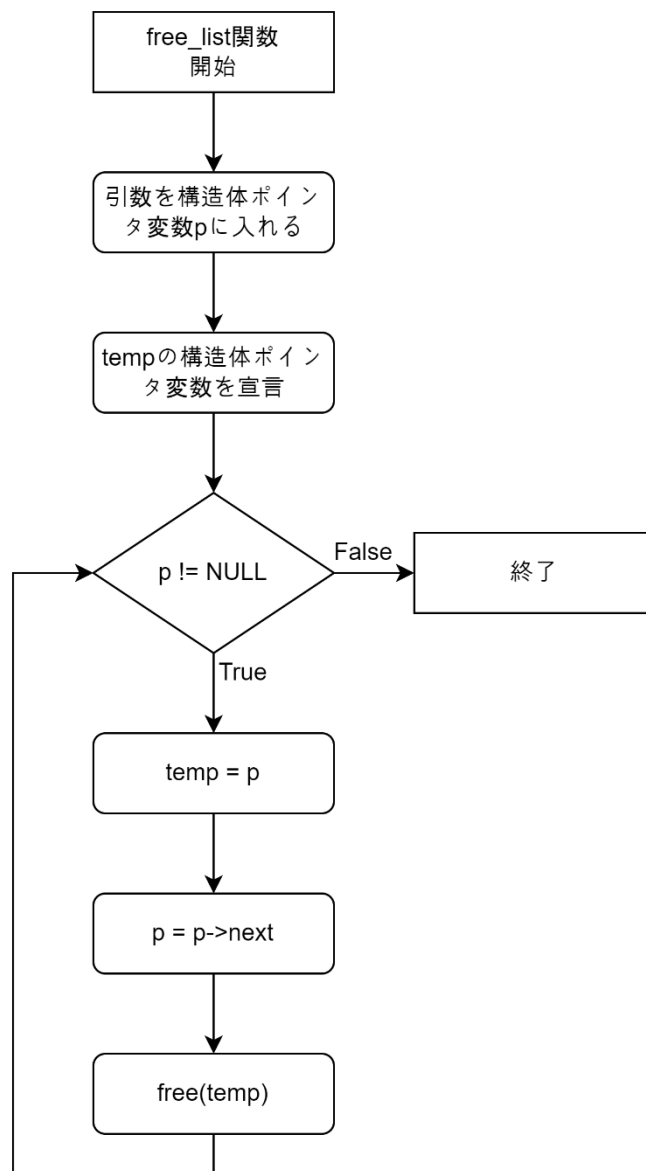 free_list関数
開始
引数を構造体ポイン
タ変数pに入れる
tempの構造体ポイン
タ変数を宣言
p != NULL
False
終了
True
temp = p
p = p->next
free(temp)